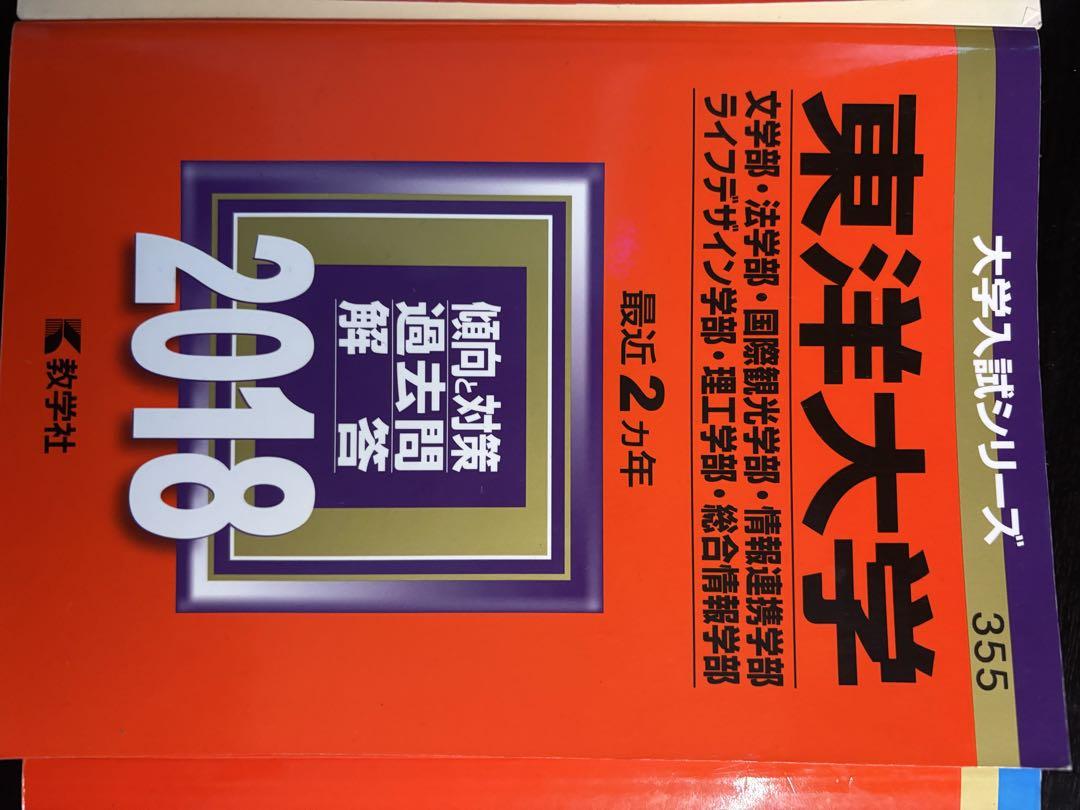 大学入試シリーズ
355
東洋大学
文学部・法学部・国際観光学部・情報連携学部
ライフデザイン学部・理工学部・総合情報学部
最近2カ年
傾向と対策
過去問
解答
2018
教学社